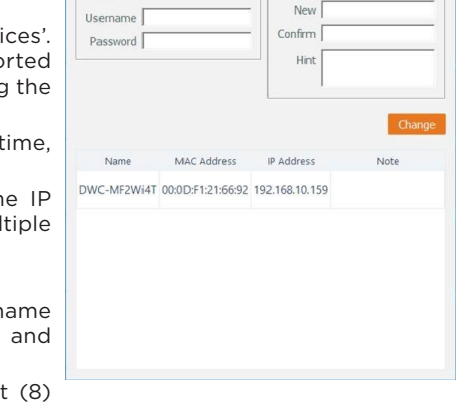 ices'.
orted
g the
time,
ne IP
ltiple
name
and
t (8)
Username
Password
New
Confirm
Hint
Change
Name MAC Address IP Address Note
DWC-MF2Wi4T 00:0D:F1:21:66:92 192.168.10.159